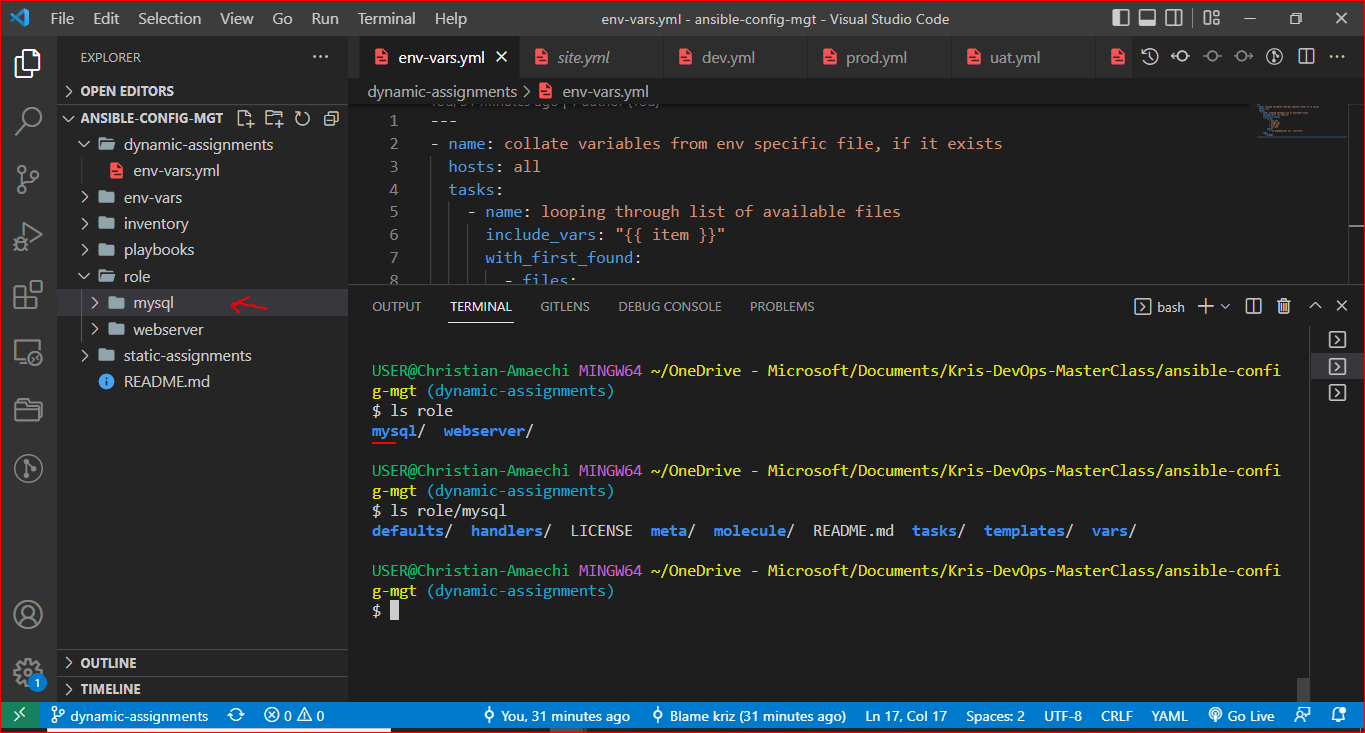 File Edit Selection View Go Run Terminal Help env-vars.yml - ansible-config-mgt - Visual Studio Code
EXPLORER
OPEN EDITORS
ANSIBLE-CONFIG-MGT
dynamic-assignments
env-vars.yml
env-vars
inventory
playbooks
role
mysql
webserver
static-assignments
README.md
OUTLINE
TIMELINE
1
env-vars.yml site.yml dev.yml prod.yml uat.yml
dynamic-assignments > env-vars.yml
1 ---
2 - name: collate variables from env specific file, if it exists
3 hosts: all
4 tasks:
5 - name: looping through list of available files
6 include_vars: "{{ item }}"
7 with_first_found:
8 - files:
OUTPUT TERMINAL GITLENS DEBUG CONSOLE PROBLEMS bash
USER@Christian-Amaechi MINGW64 ~/OneDrive - Microsoft/Documents/Kris-DevOps-MasterClass/ansible-confi
g-mgt (dynamic-assignments)
$ ls role
mysql/ webserver/
USER@Christian-Amaechi MINGW64 ~/OneDrive - Microsoft/Documents/Kris-DevOps-MasterClass/ansible-confi
g-mgt (dynamic-assignments)
$ ls role/mysql
defaults/ handlers/ LICENSE meta/ molecule/ README.md tasks/ templates/ vars/
USER@Christian-Amaechi MINGW64 ~/OneDrive - Microsoft/Documents/Kris-DevOps-MasterClass/ansible-confi
g-mgt (dynamic-assignments)
$
dynamic-assignments 0 0 You, 31 minutes ago Blame kriz (31 minutes ago) Ln 17, Col 17 Spaces: 2 UTF-8 CRLF YAML Go Live